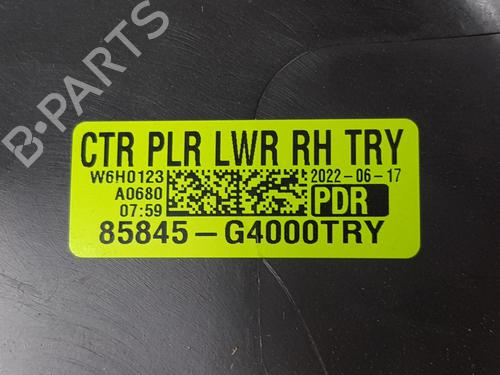 B-PARTS
CTR PLR LWR RH TRY
W6H0123
A0680
07:59
2022-06-17
PDR
85845-G4000TRY